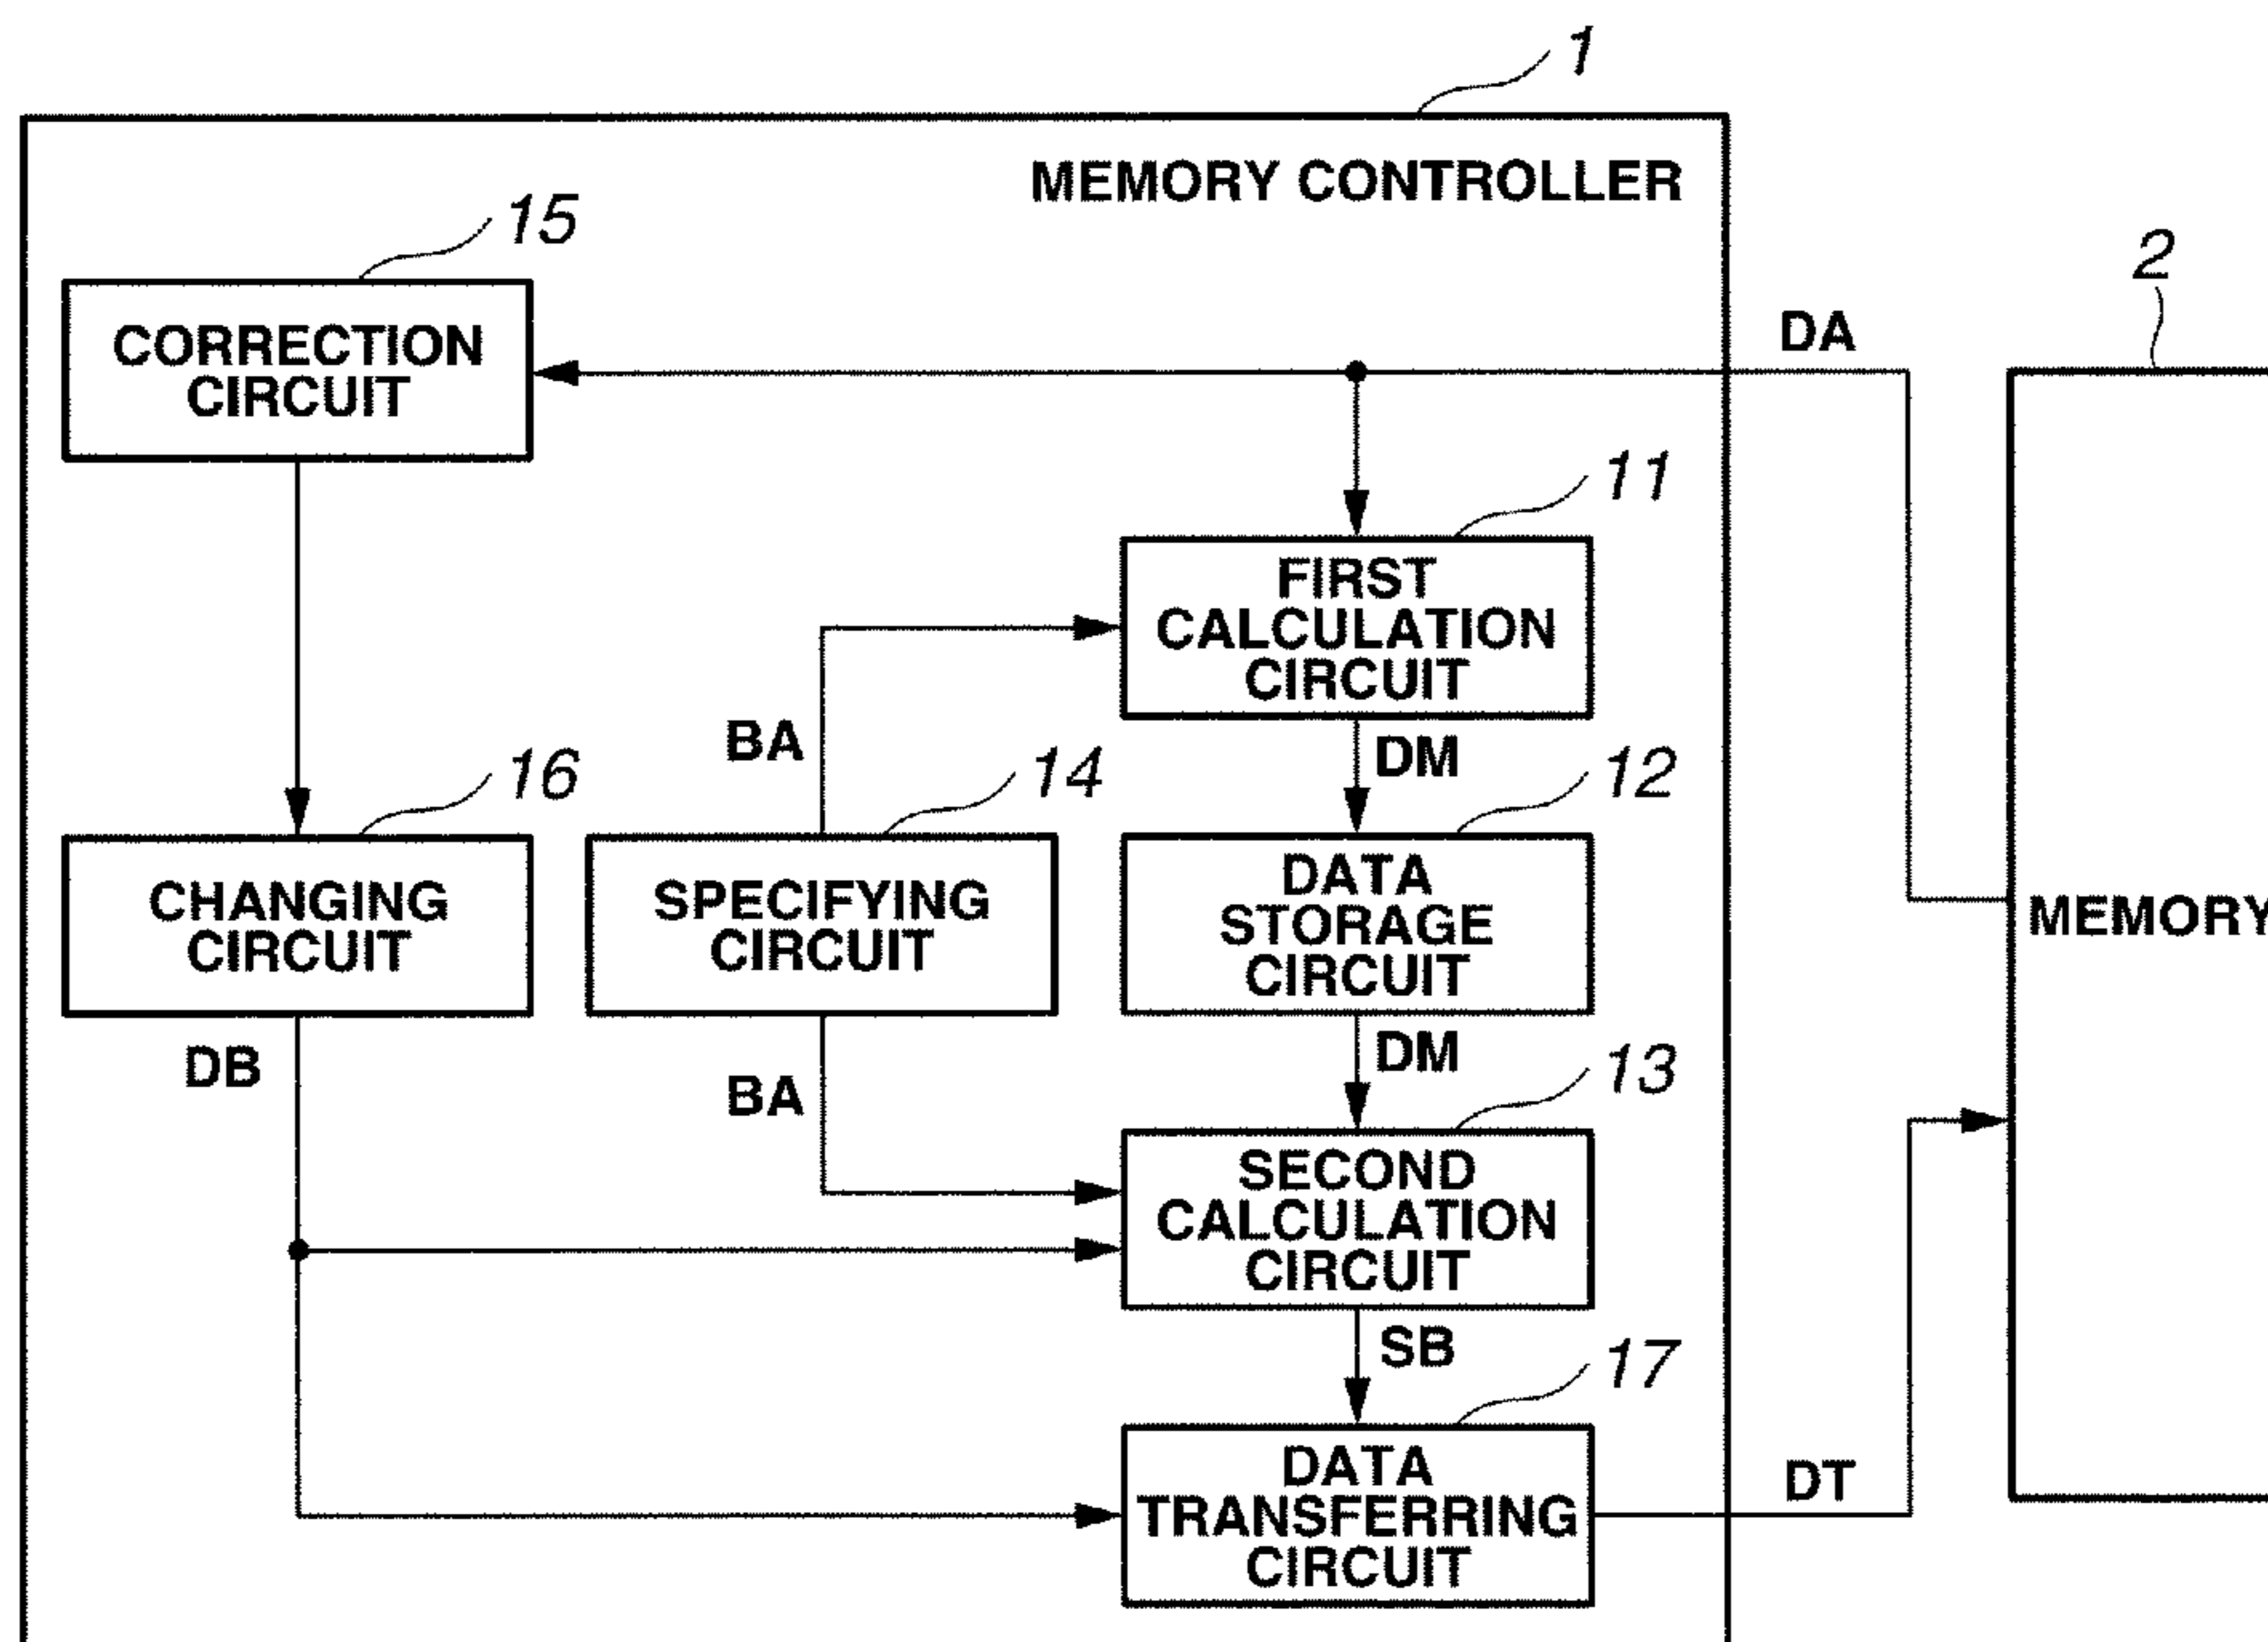 1
MEMORY CONTROLLER
15
2
CORRECTION
CIRCUIT
DA
11
FIRST
CALCULATION
CIRCUIT
BA
DM
16
14
12
CHANGING
CIRCUIT
SPECIFYING
CIRCUIT
DATA
STORAGE
CIRCUIT
MEMORY
DB
BA
DM
13
SECOND
CALCULATION
CIRCUIT
SB
17
DATA
TRANSFERRING
CIRCUIT
DT